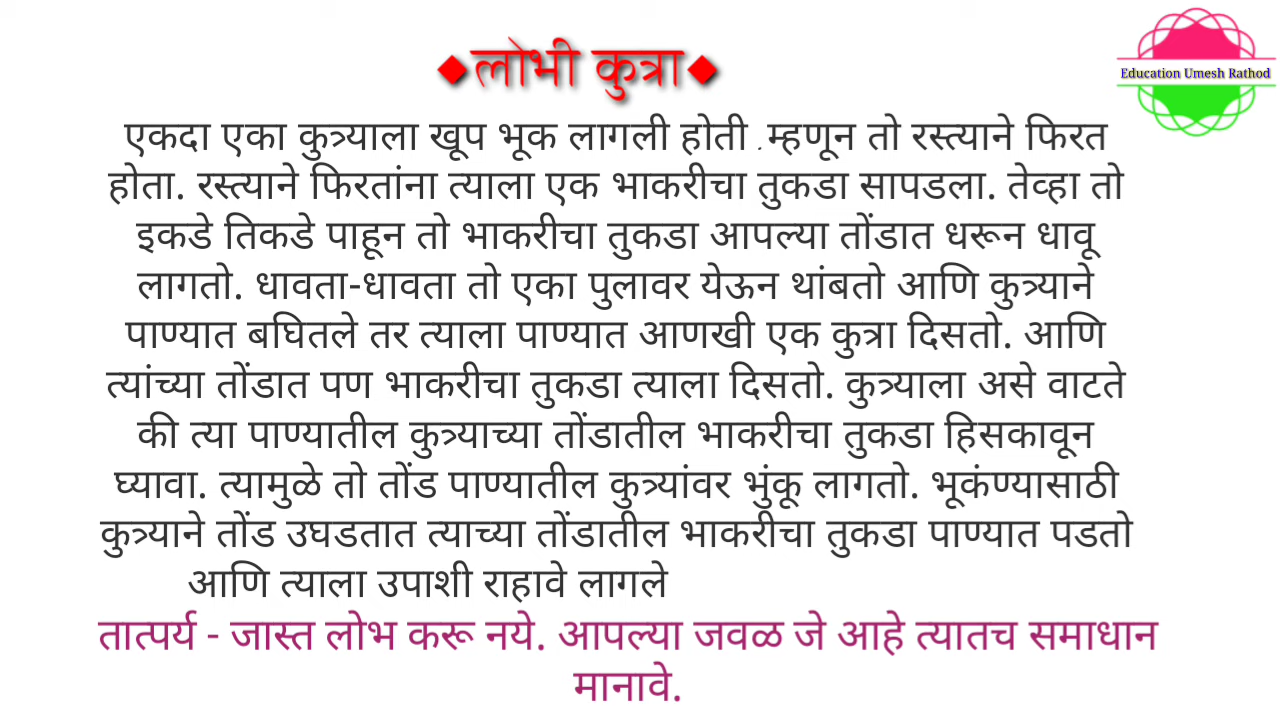 ◆लोभी कुत्रा◆
Education Umesh Rathod
एकदा एका कुत्र्याला खूप भूक लागली होती . म्हणून तो रस्त्याने फिरत
होता. रस्त्याने फिरतांना त्याला एक भाकरीचा तुकडा सापडला. तेव्हा तो
इकडे तिकडे पाहून तो भाकरीचा तुकडा आपल्या तोंडात धरून धावू
लागतो. धावता-धावता तो एका पुलावर येऊन थांबतो आणि कुत्र्याने
पाण्यात बघितले तर त्याला पाण्यात आणखी एक कुत्रा दिसतो. आणि
त्यांच्या तोंडात पण भाकरीचा तुकडा त्याला दिसतो. कुत्र्याला असे वाटते
की त्या पाण्यातील कुत्र्याच्या तोंडातील भाकरीचा तुकडा हिसकावून
घ्यावा. त्यामुळे तो तोंड पाण्यातील कुत्र्यांवर भुंकू लागतो. भूकंण्यासाठी
कुत्र्याने तोंड उघडतात त्याच्या तोंडातील भाकरीचा तुकडा पाण्यात पडतो
आणि त्याला उपाशी राहावे लागले
तात्पर्य - जास्त लोभ करू नये. आपल्या जवळ जे आहे त्यातच समाधान
मानावे.